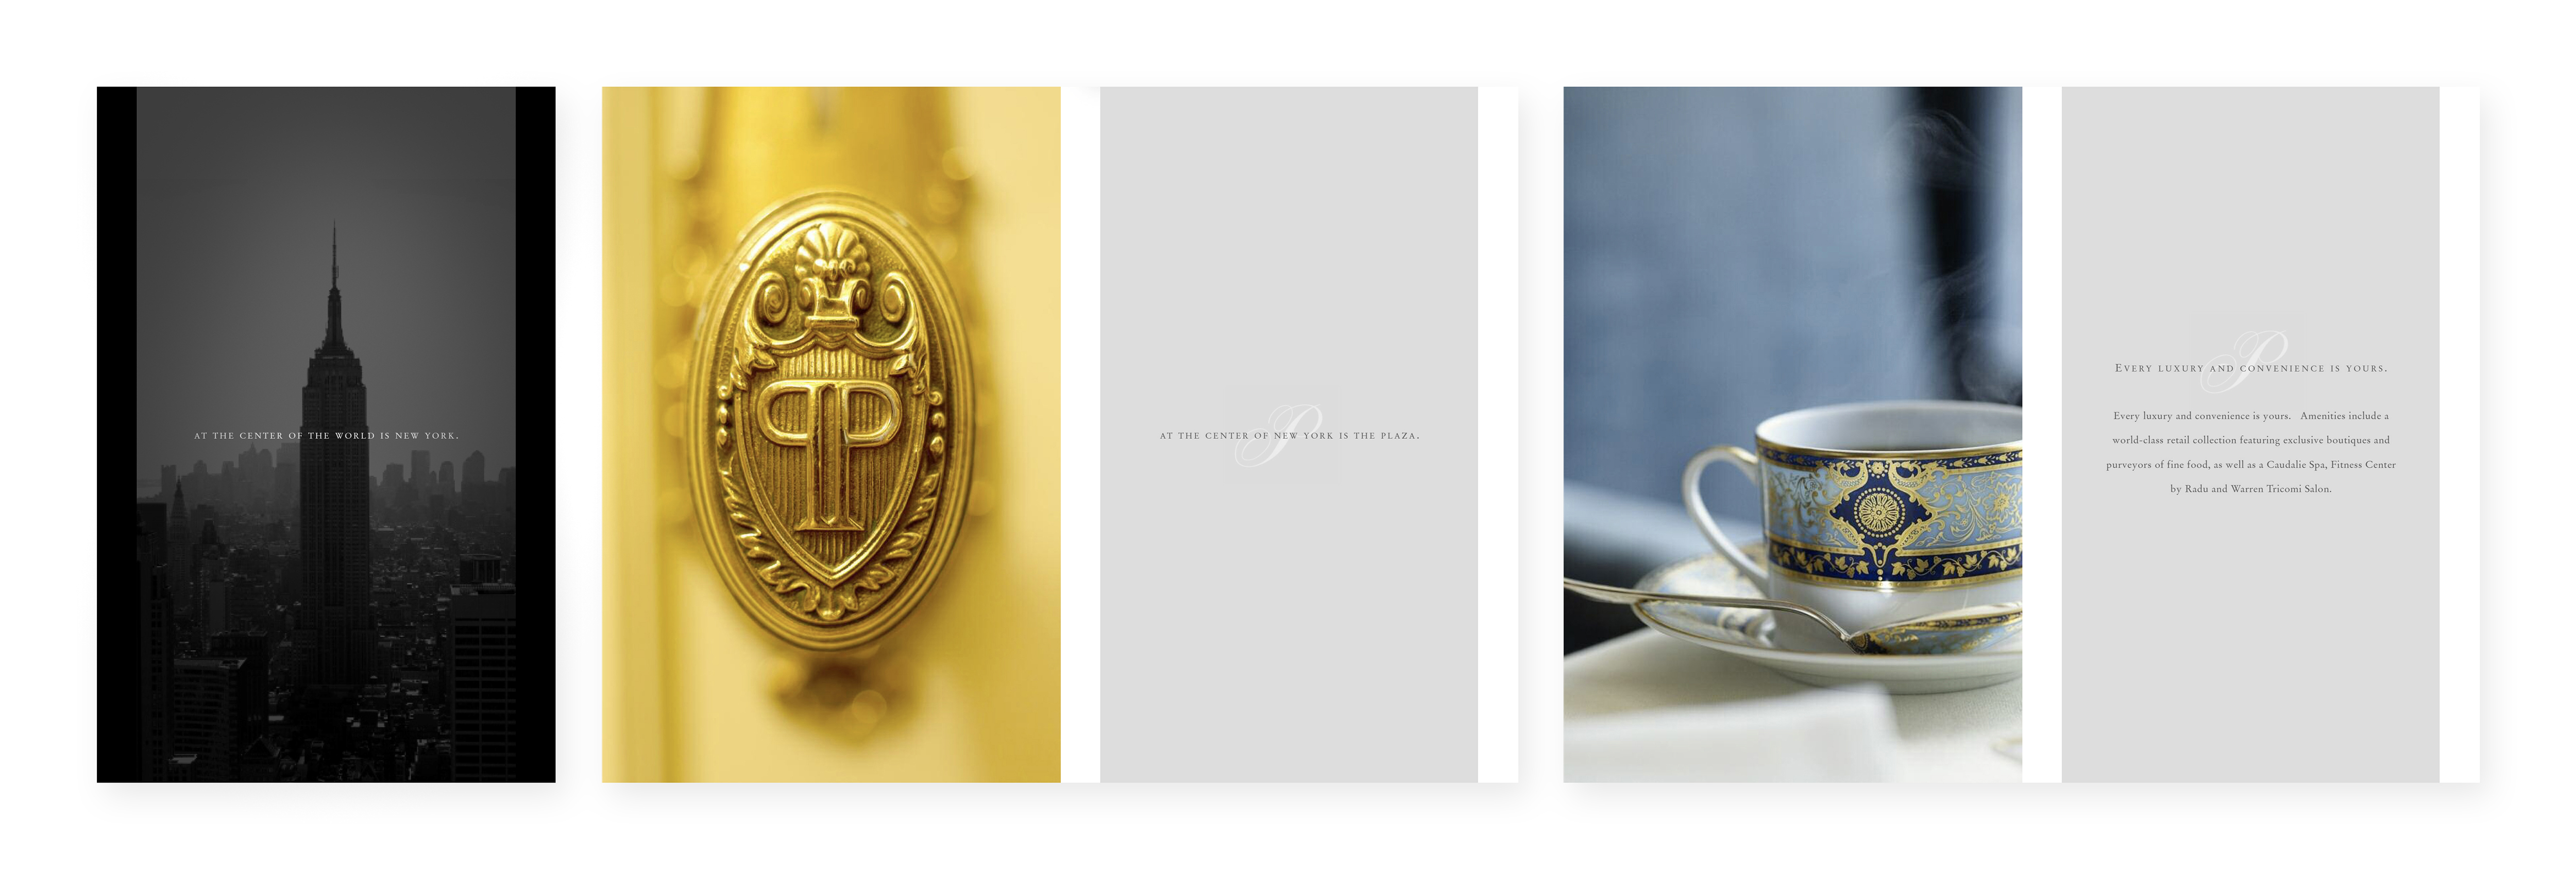 AT THE CENTER OF THE WORLD IS NEW YORK.
P
AT THE CENTER OF NEW YORK IS THE PLAZA.
P
EVERY LUXURY AND CONVENIENCE IS YOURS.
Every luxury and convenience is yours. Amenities include a
world-class retail collection featuring exclusive boutiques and
purveyors of fine food, as well as a Caudalie Spa, Fitness Center
by Radu and Warren Tricomi Salon.